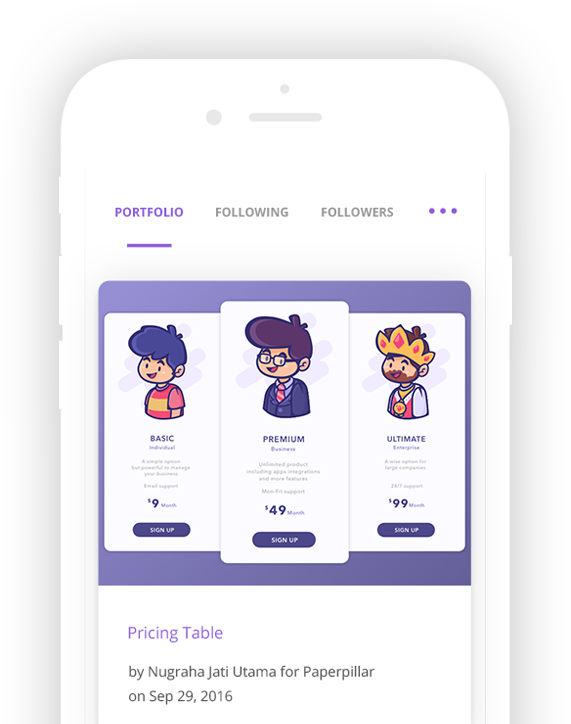 PORTFOLIO FOLLOWING FOLLOWERS
BASIC
Individual
A simple option
but powerful to manage
your business
Email support
$9 Month
SIGN UP
PREMIUM
Business
Unlimited product
including apps integrations
and more features
Mon-Fri support
$49 Month
SIGN UP
ULTIMATE
Enterprise
A wise option for
large companies
24/7 support
$99 Month
SIGN UP
Pricing Table
by Nugraha Jati Utama for Paperpillar
on Sep 29, 2016